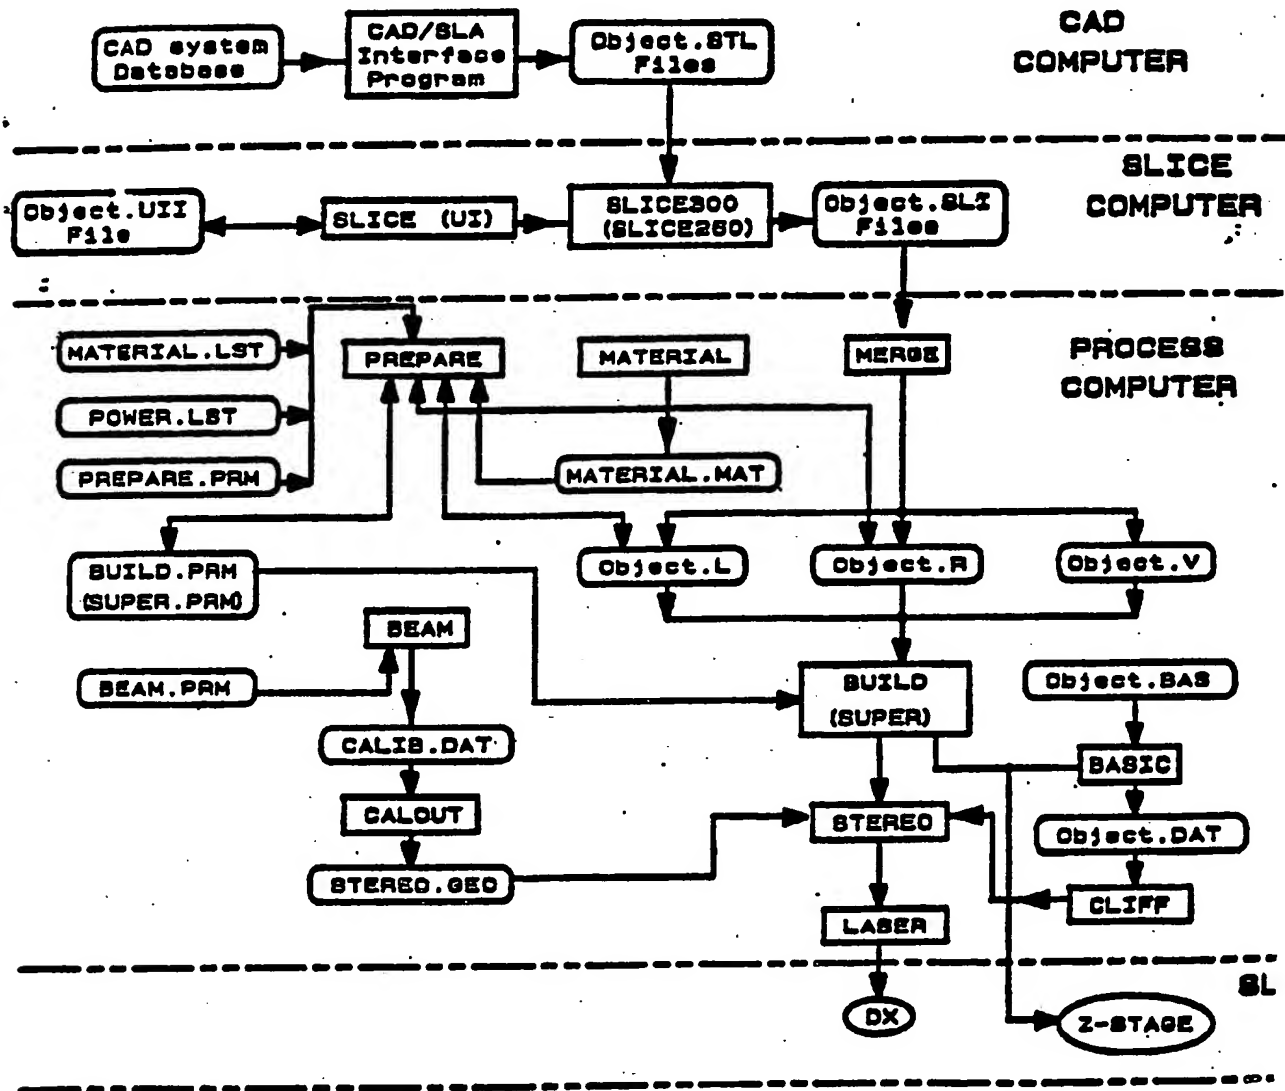 CAD system
Database
CAD/SLA
Interface
Program
Object.STL
Files
CAD
COMPUTER
SLICE
COMPUTER
Object.UII
File
SLICE (UI)
SLICE300
(SLICE250)
Object.SLI
Files
MATERIAL.LST
PREPARE
MATERIAL
MERGE
PROCESS
COMPUTER
POWER.LST
PREPARE.PRM
MATERIAL.MAT
BUILD.PRM
(SUPER.PRM)
Object.L
Object.R
Object.V
BEAM
BEAM.PRM
BUILD
(SUPER)
Object.BAS
CALIB.DAT
BASIC
CALOUT
STEREO
Object.DAT
STEREO.GEO
LASER
CLIFF
SL
DX
Z-STAGE